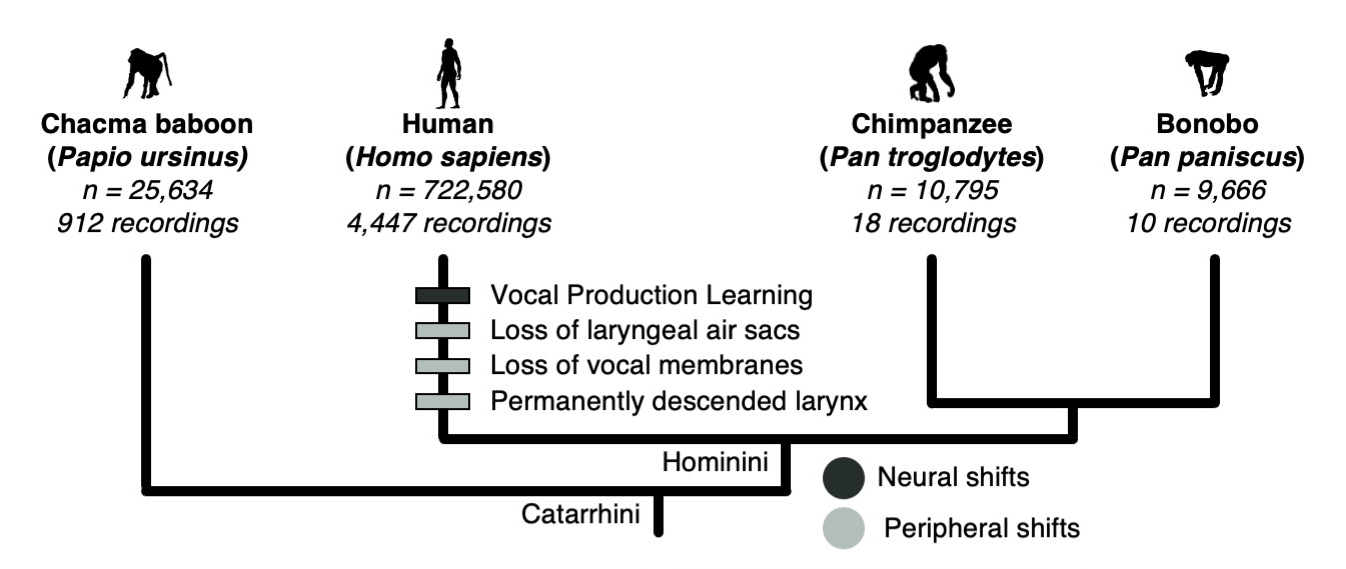 Chacma baboon
(Papio ursinus)
n = 25,634
912 recordings
Human
(Homo sapiens)
n = 722,580
4,447 recordings
Chimpanzee
(Pan troglodytes)
n = 10,795
18 recordings
Bonobo
(Pan paniscus)
n = 9,666
10 recordings
Vocal Production Learning
Loss of laryngeal air sacs
Loss of vocal membranes
Permanently descended larynx
Hominini
Catarrhini
Neural shifts
Peripheral shifts